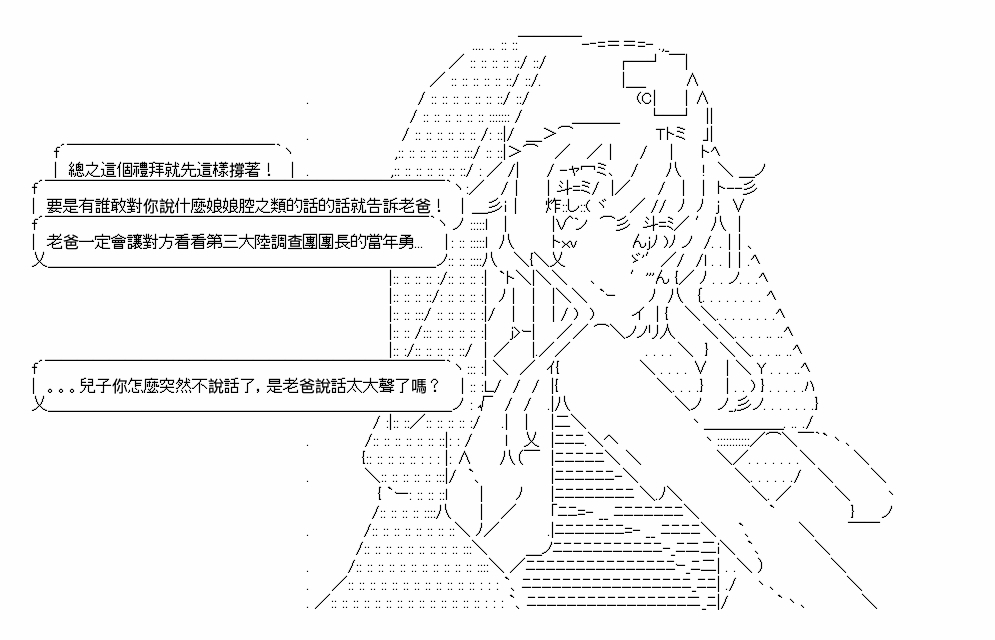 總之這個禮拜就先這樣撐著！
要是有誰敢對你說什麼娘娘腔之類的話的話就告訴老爸！
老爸一定會讓對方看看第三大陸調查團團長的當年勇...
。。。兒子你怎麼突然不說話了，是老爸說話太大聲了嗎？